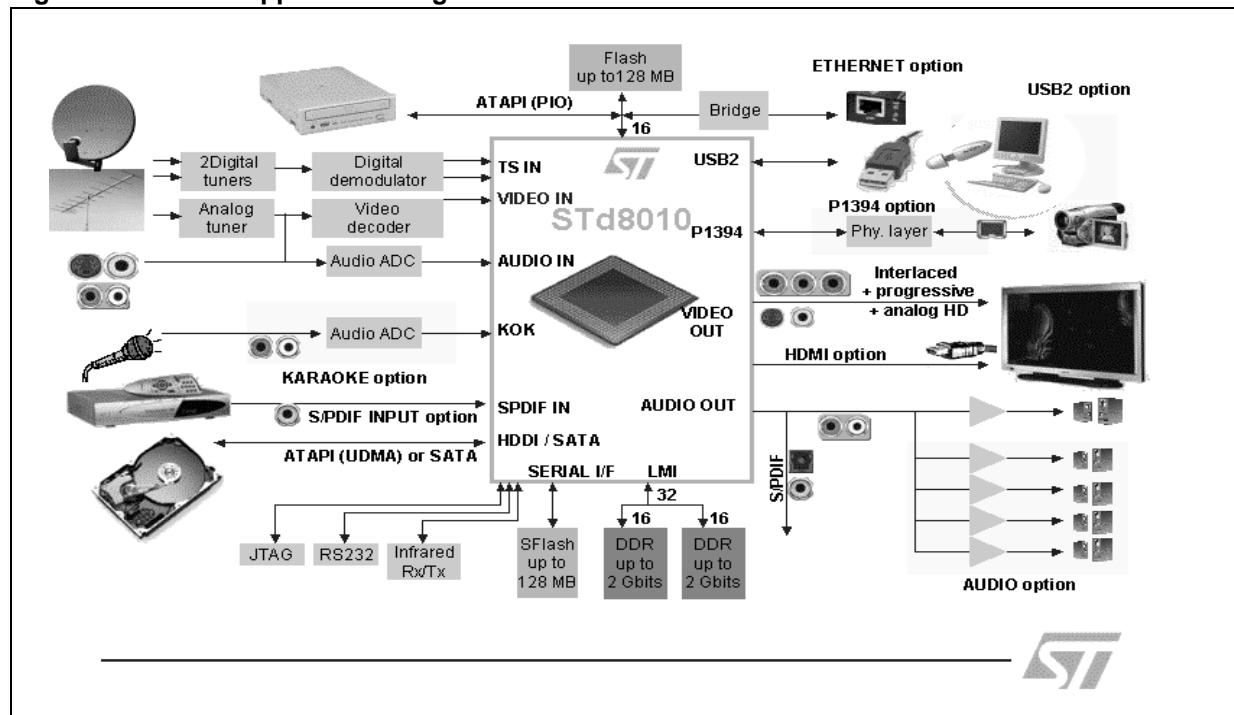 Flash
up to128 MB
ETHERNET option
USB2 option
ATAPI (PIO)
Bridge
16
2Digital
tuners
Digital
demodulator
TS IN
ST
USB2
VIDEO IN
STd8010
P1394 option
Analog
tuner
Video
decoder
P1394
Phy. layer
Audio ADC
AUDIO IN
Interlaced
+ progressive
+ analog HD
VIDEO
OUT
Audio ADC
KOK
HDMI option
KARAOKE option
SPDIF IN
AUDIO OUT
S/PDIF INPUT option
HDDI / SATA
ATAPI (UDMA) or SATA
SERIAL I/F
LMI
S/PDIF
32
16
16
JTAG
RS232
Infrared
Rx/Tx
SFlash
up to
128 MB
DDR
up to
2 Gbits
DDR
up to
2 Gbits
AUDIO option
ST